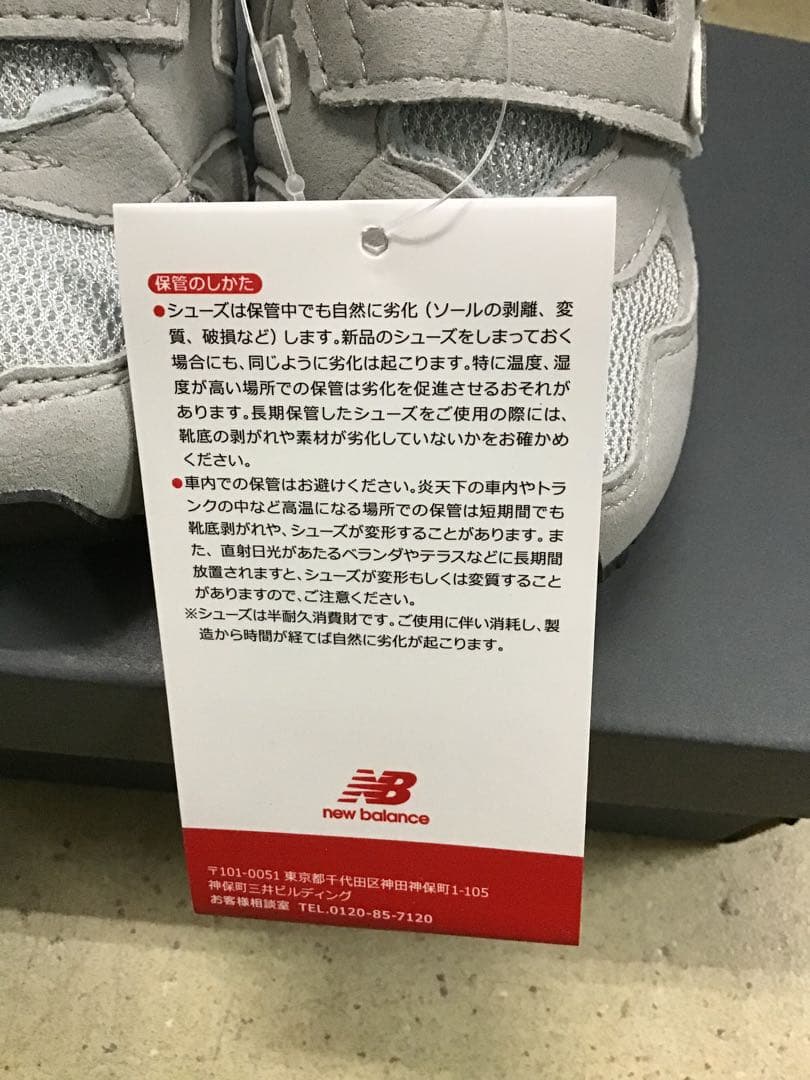 保管のしかた
●シューズは保管中でも自然に劣化（ソールの剥離、変
質、破損など）します。新品のシューズをしまっておく
場合にも、同じように劣化は起こります。特に温度、湿
度が高い場所での保管は劣化を促進させるおそれが
あります。長期保管したシューズをご使用の際には、
靴底の剥がれや素材が劣化していないかをお確かめ
ください。
●車内での保管はお避けください。炎天下の車内やトラ
ンクの中など高温になる場所での保管は短期間でも
靴底剥がれや、シューズが変形することがあります。ま
た、直射日光があたるベランダやテラスなどに長期間
放置されますと、シューズが変形もしくは変質すること
がありますので、ご注意ください。
※シューズは半耐久消費財です。ご使用に伴い消耗し、製
造から時間が経てば自然に劣化が起こります。
NB
new balance
〒101-0051 東京都千代田区神田神保町1-105
神保町三井ビルディング
お客様相談室 TEL.0120-85-7120